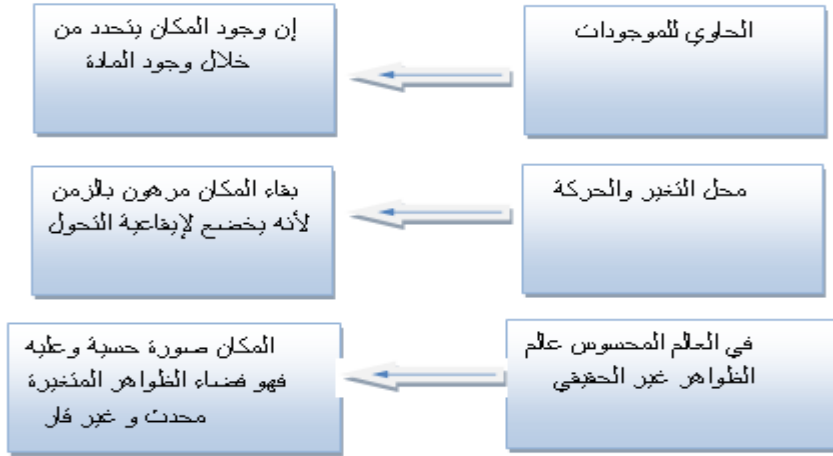 الحاوي للموجودات
إن وجود المكان يتحدد من
خلال وجود المادة
محل التغير والحركة
بقاء المكان مرهون بالزمن
لأنه يخضع لإيقاعية التحول
في العالم المحسوس عالم
الظواهر غير الحقيقي
المكان صورة حسية وعليه
فهو فضاء الظواهر المتغيرة
محدث و غير قار